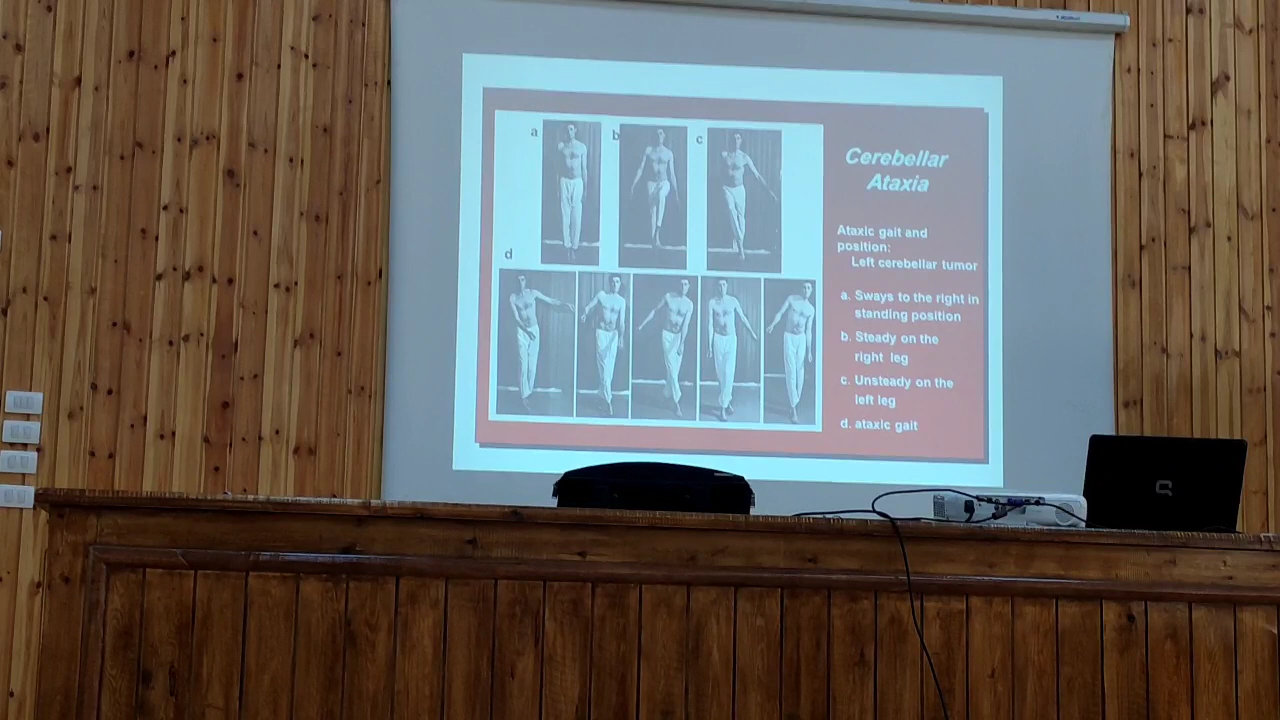 a
b
c
d
Cerebellar
Ataxia
Ataxic gait and
position:
Left cerebellar tumor
a. Sways to the right in
standing position
b. Steady on the
right leg
c. Unsteady on the
left leg
d. ataxic gait